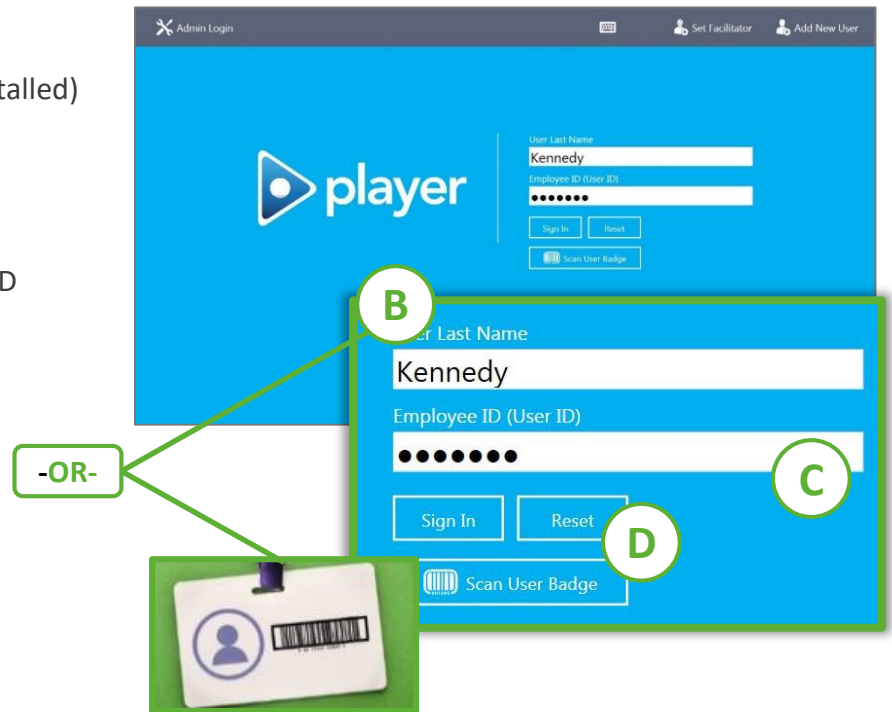 Admin Login
Set Facilitator
Add New User
talled)
User Last Name
Kennedy
Employee ID (User ID)
player
Sign In
Reset
Scan User Badge
D
B
er Last Name
Kennedy
Employee ID (User ID)
-OR-
C
Sign In
Reset
D
Scan User Badge